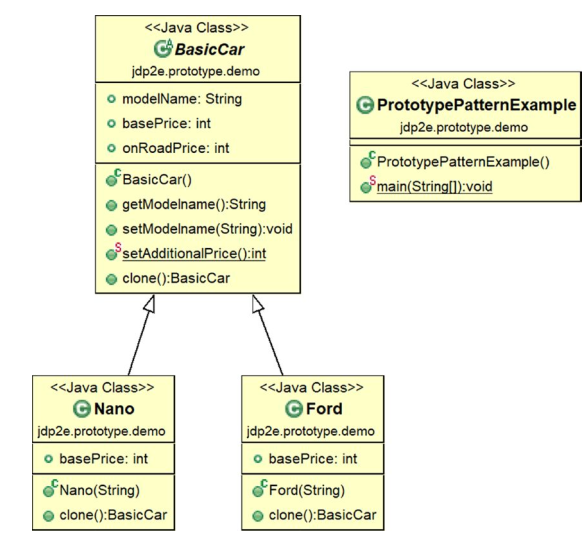 <<Java Class>>
BasicCar
jdp2e.prototype.demo
modelName: String
basePrice: int
onRoadPrice: int
BasicCar()
getModelname():String
setModelname(String):void
setAdditionalPrice():int
clone():BasicCar
<<Java Class>>
PrototypePatternExample
jdp2e.prototype.demo
PrototypePatternExample()
main(String[]):void
<<Java Class>>
Nano
jdp2e.prototype.demo
basePrice: int
Nano(String)
clone():BasicCar
<<Java Class>>
Ford
jdp2e.prototype.demo
basePrice: int
Ford(String)
clone():BasicCar